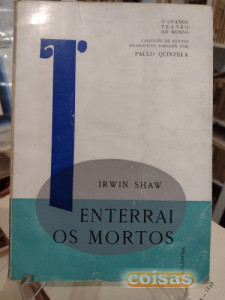 O GRANDE
TEATRO
DO MUNDO
COLECÇÃO DE TEXTOS
DRAMÁTICOS DIRIGIDA POR
PAULO QUINTELA
T
IRWIN SHAW
ENTERRAI
OS MORTOS
coisas